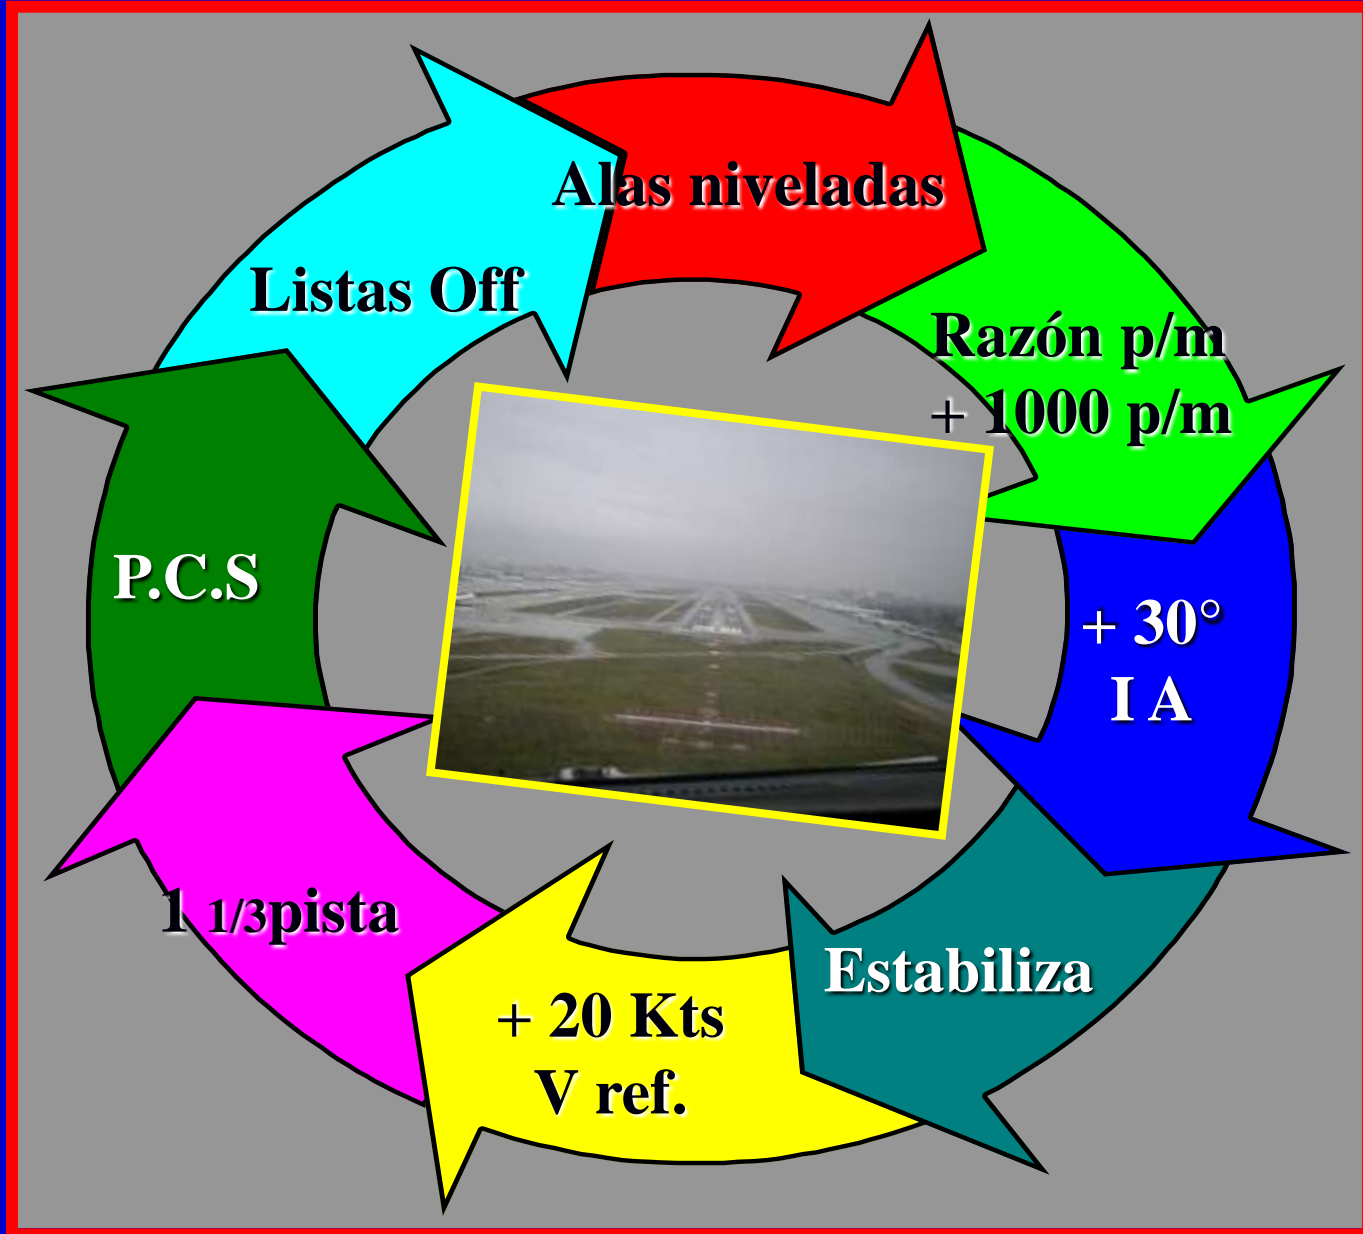 Alas niveladas
Razón p/m
+ 1000 p/m
+ 30°
I A
Estabiliza
+ 20 Kts
V ref.
1 1/3pista
P.C.S
Listas Off